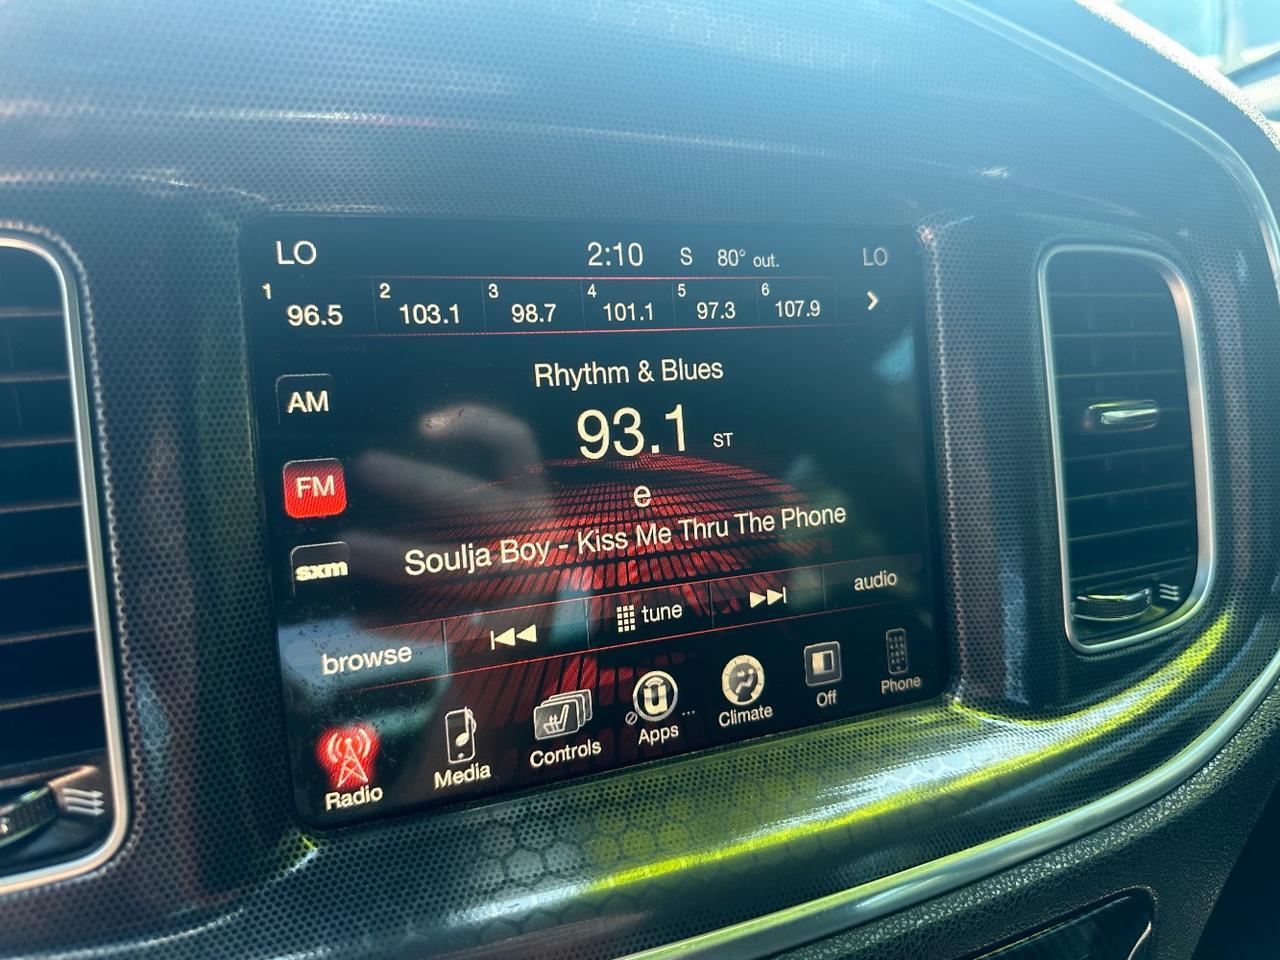 LO 2:10 S 80° out. LO
1 96.5 2 103.1 3 98.7 4 101.1 5 97.3 6 107.9
Rhythm & Blues
AM
93.1 ST
FM
e
Soulja Boy - Kiss Me Thru The Phone
sxm
browse tune audio
Radio Media Controls Apps ... Climate Off Phone